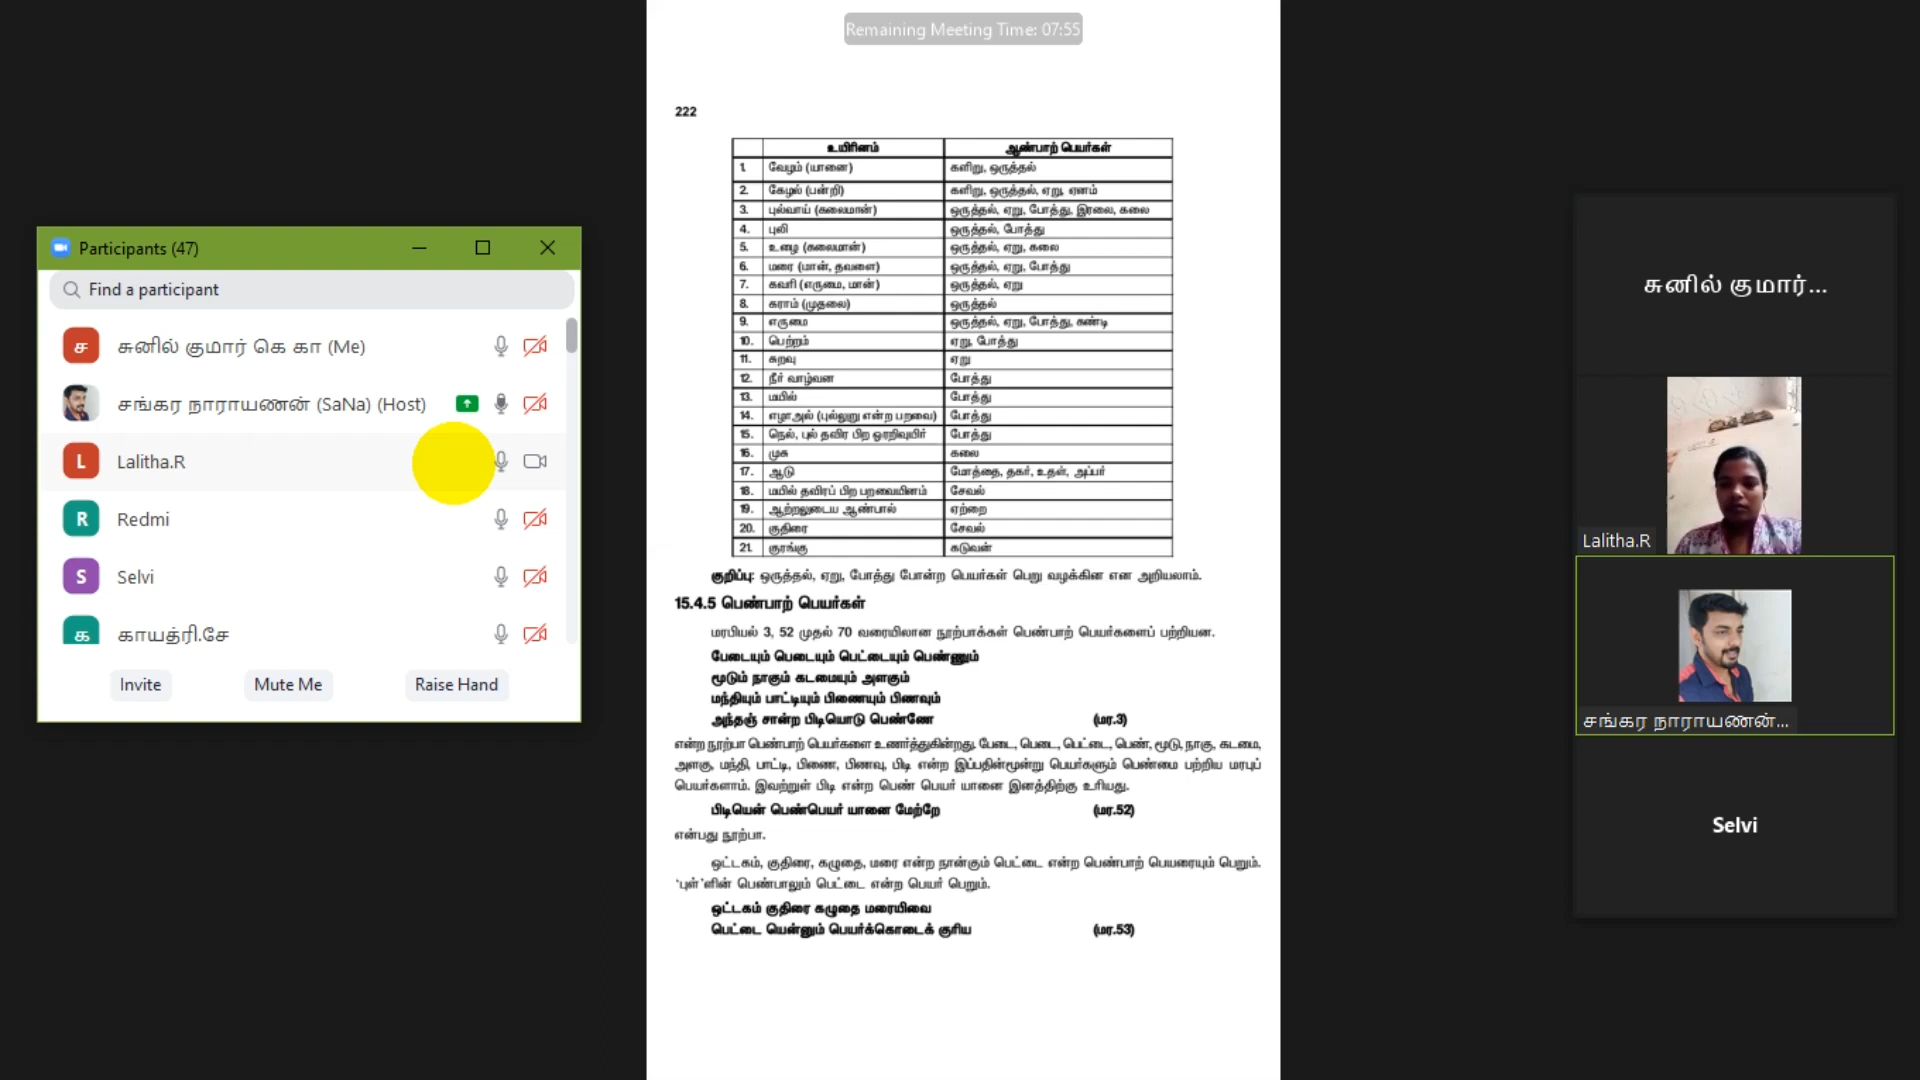 Remaining Meeting Time: 07:55
222
உயிரினம் ஆண்பாற் பெயர்கள்
1. வேழம் (யானை) களிறு, ஒருத்தல்
2. கேழல் (பன்றி) களிறு, ஒருத்தல், ஏறு, ஏனம்
3. புல்வாய் (கலைமான்) ஒருத்தல், ஏறு, போத்து, இரலை, கலை
4. புலி ஒருத்தல், போத்து
5. உழை (கலைமான்) ஒருத்தல், ஏறு, கலை
6. மரை (மான், தவளை) ஒருத்தல், ஏறு, போத்து
7. கவரி (எருமை, மான்) ஒருத்தல், ஏறு
8. கராம் (முதலை) ஒருத்தல்
9. எருமை ஒருத்தல், ஏறு, போத்து, கண்டி
10. பெற்றம் ஏறு, போத்து
11. சுறவு ஏறு
12. நீர் வாழ்வன போத்து
13. மயில் போத்து
14. எழாஅல் (புல்லுறு என்ற பறவை) போத்து
15. நெல், புல் தவிர பிற ஓரறிவுயிர் போத்து
16. முசு கலை
17. ஆடு மோத்தை, தகர், உதள், அப்பர்
18. மயில் தவிரப் பிற பறவையினம் சேவல்
19. ஆற்றலுடைய ஆண்பால் ஏற்றை
20. குதிரை சேவல்
21. குரங்கு கடுவன்
குறிப்பு: ஒருத்தல், ஏறு, போத்து போன்ற பெயர்கள் பெறு வழக்கின என அறியலாம்.
15.4.5 பெண்பாற் பெயர்கள்
மரபியல் 3, 52 முதல் 70 வரையிலான நூற்பாக்கள் பெண்பாற் பெயர்களைப் பற்றியன.
பேடையும் பெடையும் பெட்டையும் பெண்ணும்
மூடும் நாகும் கடமையும் அளகும்
மந்தியும் பாட்டியும் பிணையும் பிணவும்
அந்தஞ் சான்ற பிடியொடு பெண்ணே (மர.3)
என்ற நூற்பா பெண்பாற் பெயர்களை உணர்த்துகின்றது. பேடை, பெடை, பெட்டை, பெண், மூடு, நாகு, கடமை,
அளகு, மந்தி, பாட்டி, பிணை, பிணவு, பிடி என்ற இப்பதின்மூன்று பெயர்களும் பெண்மை பற்றிய மரபுப்
பெயர்களாம். இவற்றுள் பிடி என்ற பெண் பெயர் யானை இனத்திற்கு உரியது.
பிடியென் பெண்பெயர் யானை மேற்றே (மர.52)
என்பது நூற்பா.
ஒட்டகம், குதிரை, கழுதை, மரை என்ற நான்கும் பெட்டை என்ற பெண்பாற் பெயரையும் பெறும்.
'புள்'ளின் பெண்பாலும் பெட்டை என்ற பெயர் பெறும்.
ஒட்டகம் குதிரை கழுதை மரையிவை
பெட்டை யென்னும் பெயர்க்கொடைக் குரிய (மர.53)
Participants (47)
Find a participant
சு சுனில் குமார் கெ கா (Me)
சங்கர நாராயணன் (SaNa) (Host)
L Lalitha.R
R Redmi
S Selvi
க காயத்ரி.சே
Invite Mute Me Raise Hand
சுனில் குமார்...
Lalitha.R
சங்கர நாராயணன்...
Selvi